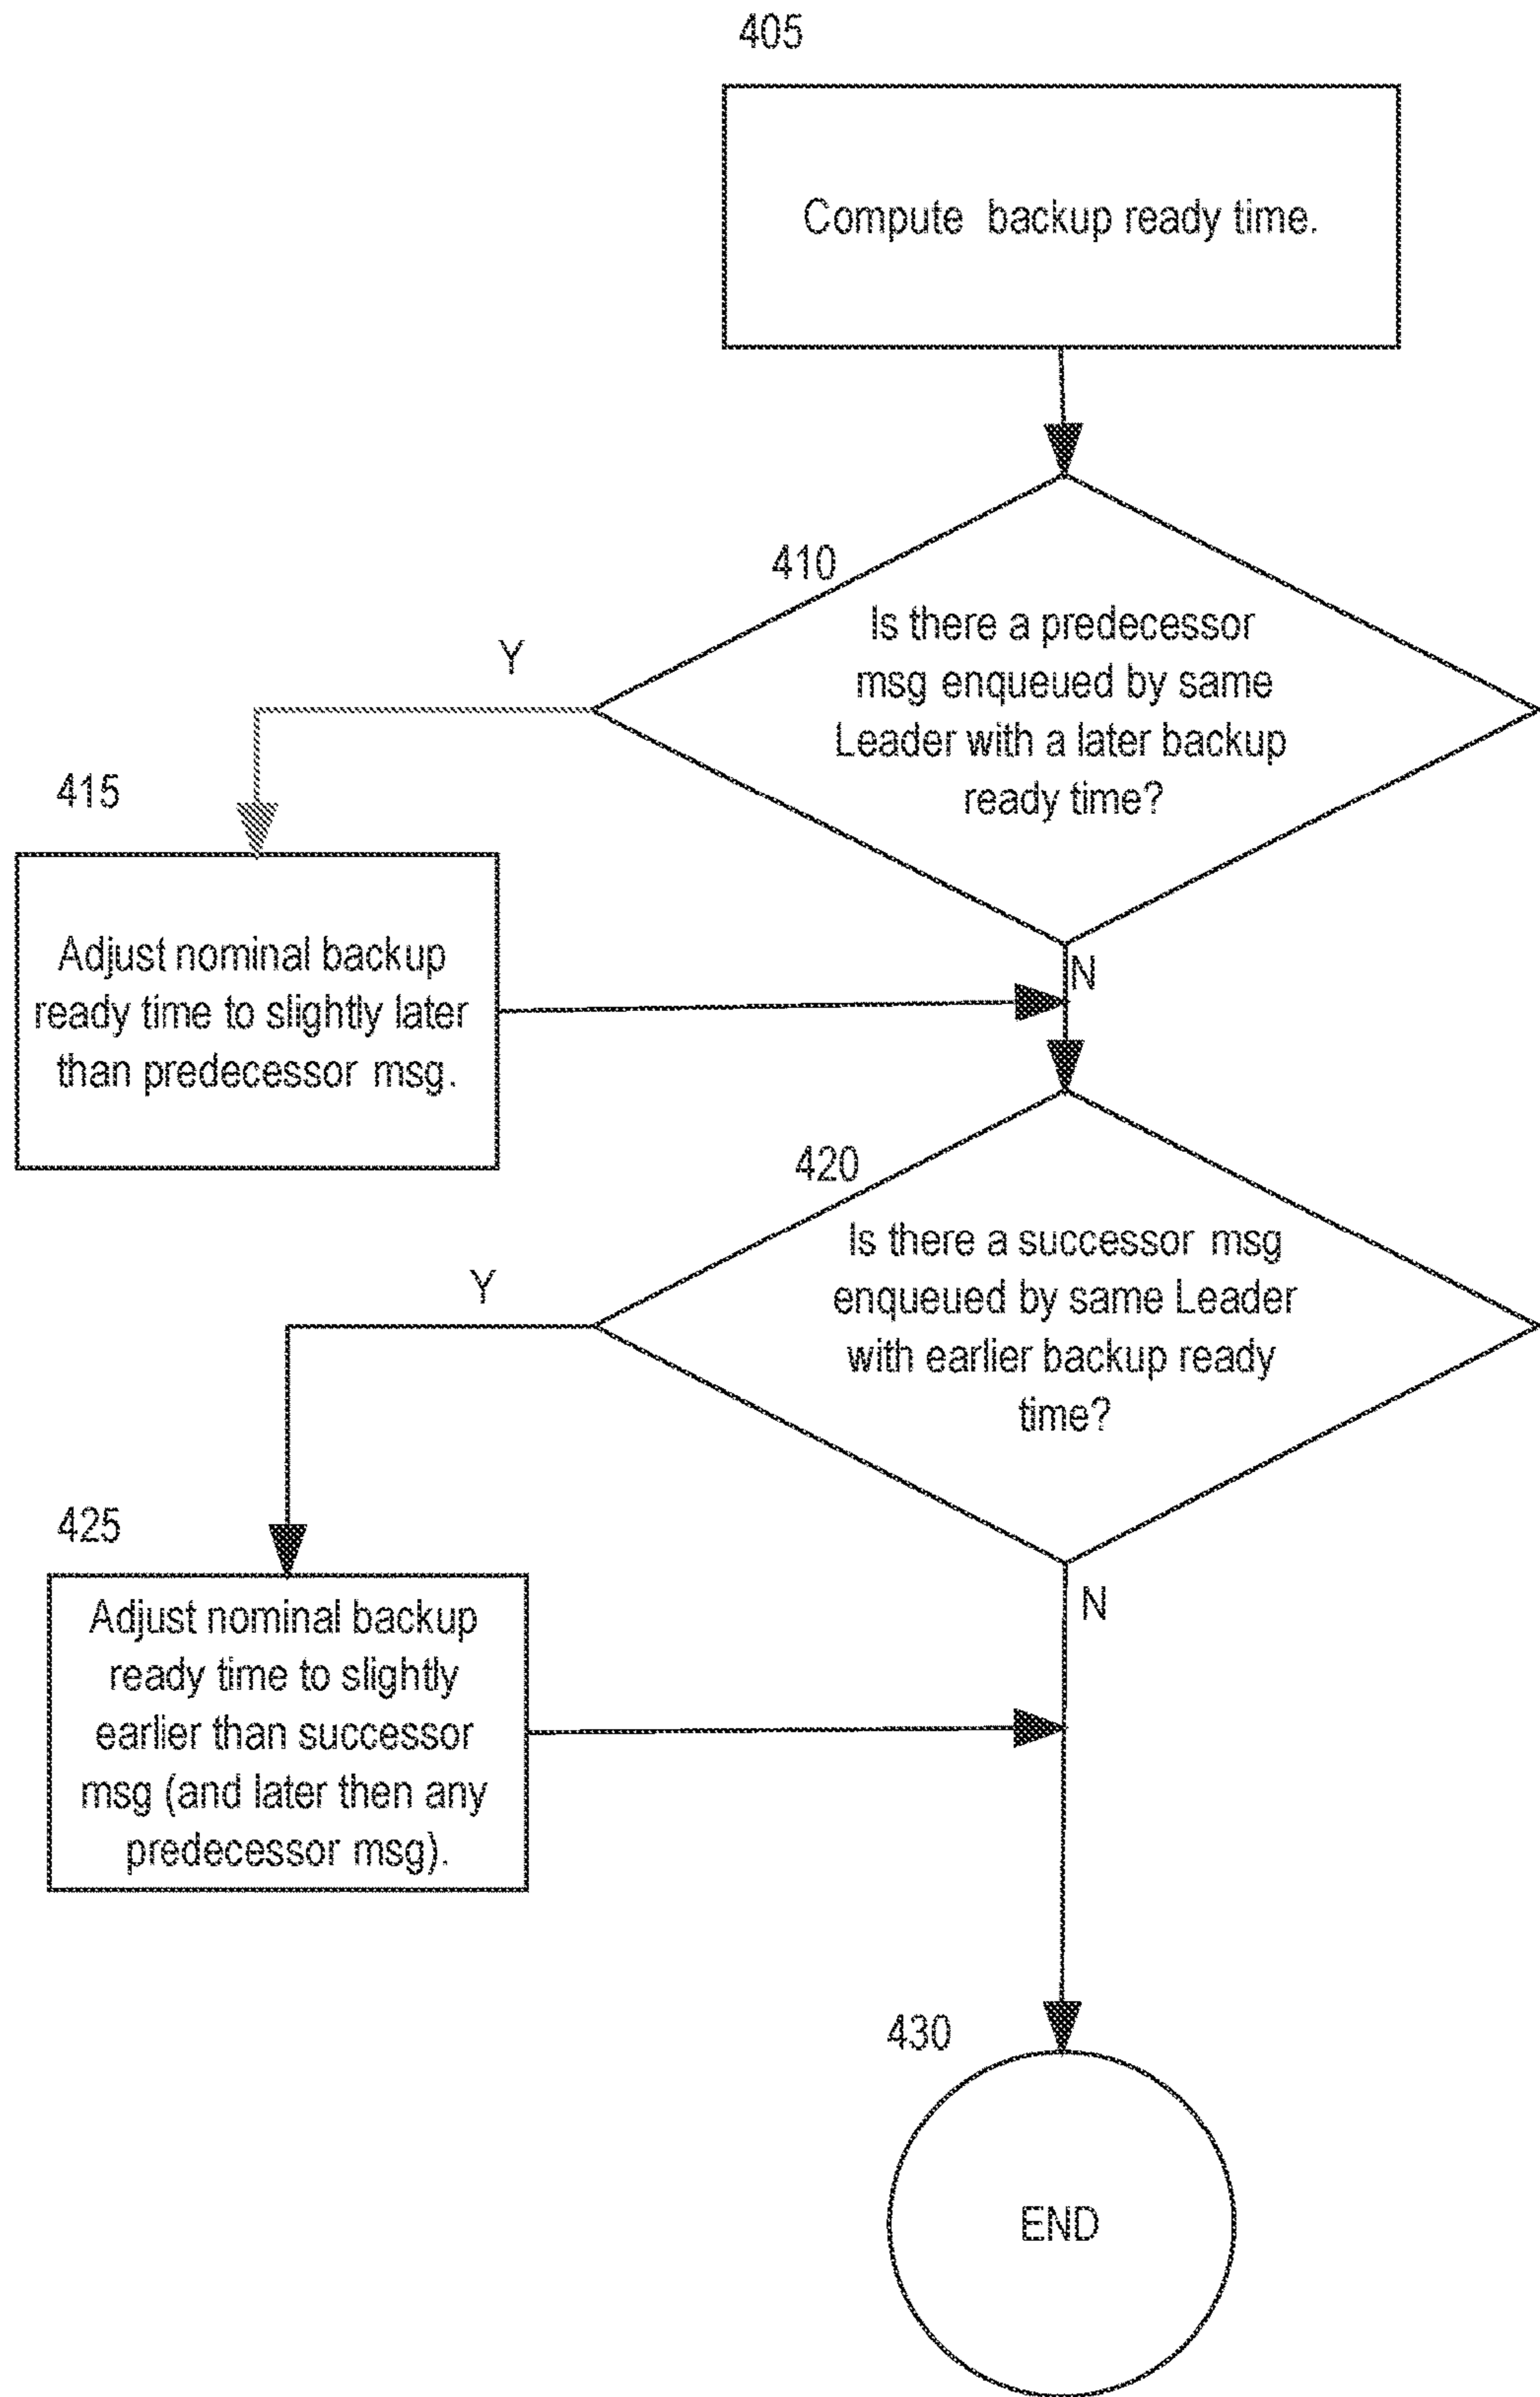 405
Compute backup ready time.
410
Is there a predecessor
msg enqueued by same
Leader with a later backup
ready time?
Y
N
415
Adjust nominal backup
ready time to slightly later
than predecessor msg.
420
Is there a successor msg
enqueued by same Leader
with earlier backup ready
time?
Y
N
425
Adjust nominal backup
ready time to slightly
earlier than successor
msg (and later then any
predecessor msg).
430
END